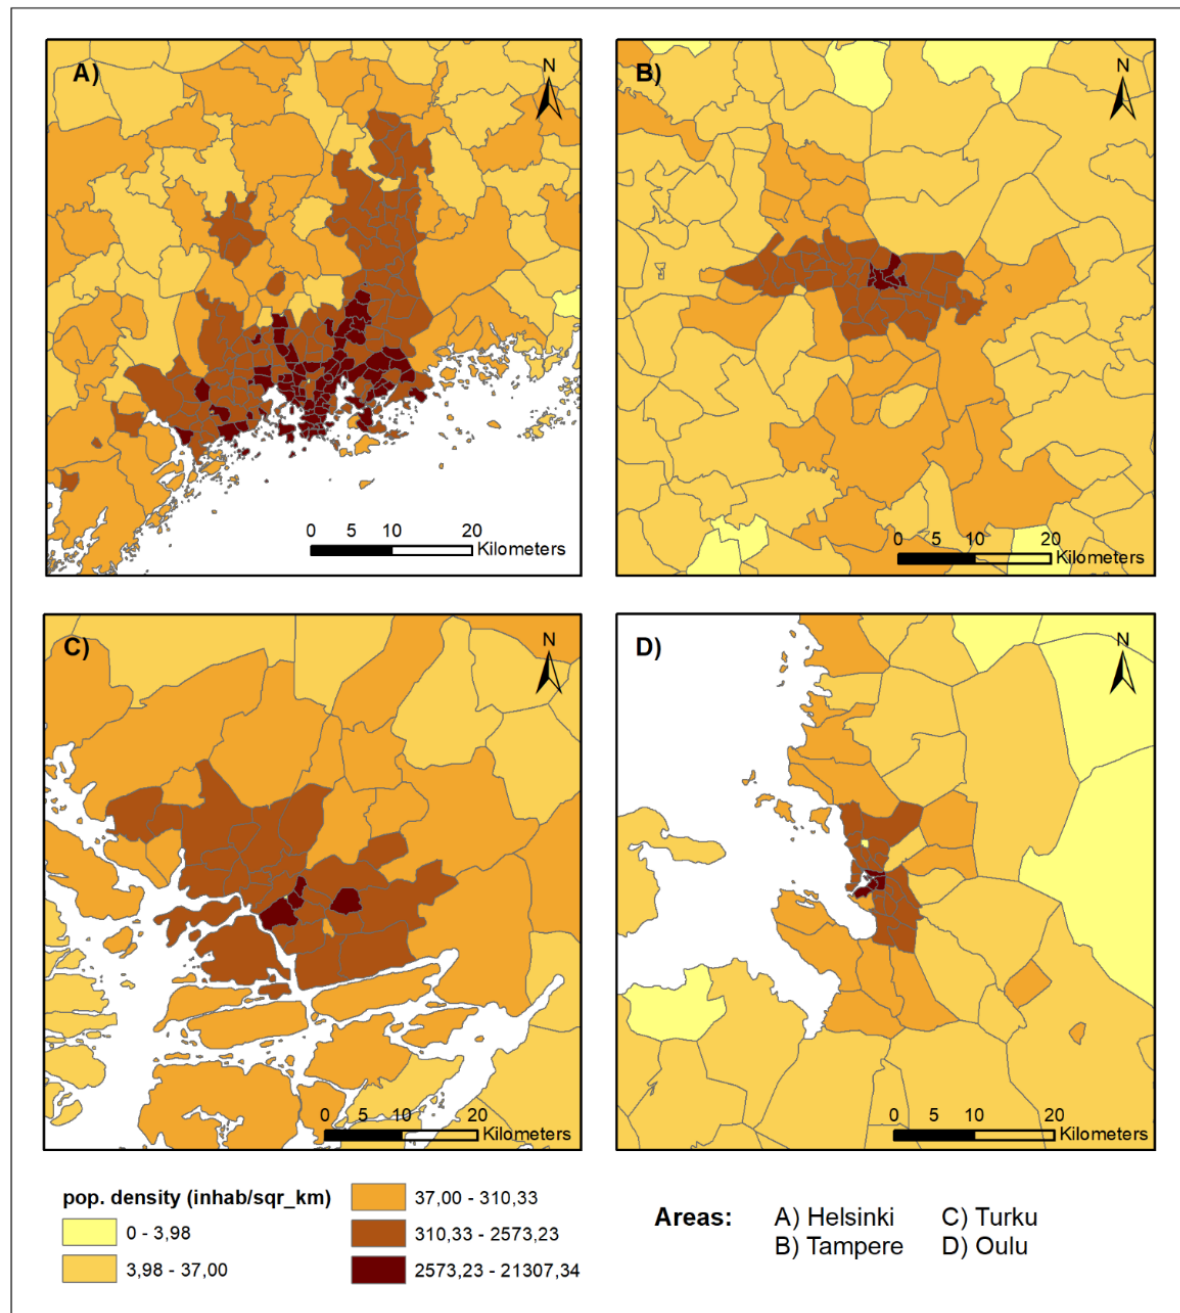 A)
N
0 5 10 20
Kilometers
B)
N
0 5 10 20
Kilometers
C)
N
0 5 10 20
Kilometers
D)
N
0 5 10 20
Kilometers
pop. density (inhab/sqr_km)
0 - 3,98
3,98 - 37,00
37,00 - 310,33
310,33 - 2573,23
2573,23 - 21307,34
Areas: A) Helsinki C) Turku
B) Tampere D) Oulu